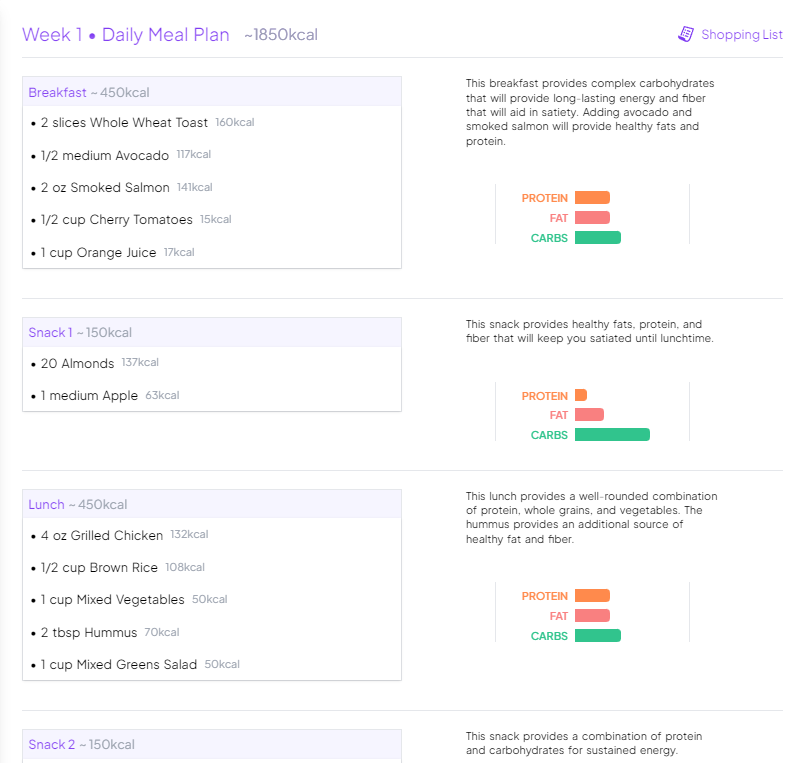 Week 1 • Daily Meal Plan ~1850kcal
Shopping List
Breakfast ~ 450kcal
• 2 slices Whole Wheat Toast 160kcal
• 1/2 medium Avocado 117kcal
• 2 oz Smoked Salmon 141kcal
• 1/2 cup Cherry Tomatoes 15kcal
• 1 cup Orange Juice 17kcal
This breakfast provides complex carbohydrates
that will provide long-lasting energy and fiber
that will aid in satiety. Adding avocado and
smoked salmon will provide healthy fats and
protein.
PROTEIN
FAT
CARBS
Snack 1 ~ 150kcal
• 20 Almonds 137kcal
• 1 medium Apple 63kcal
This snack provides healthy fats, protein, and
fiber that will keep you satiated until lunchtime.
PROTEIN
FAT
CARBS
Lunch ~ 450kcal
• 4 oz Grilled Chicken 132kcal
• 1/2 cup Brown Rice 108kcal
• 1 cup Mixed Vegetables 50kcal
• 2 tbsp Hummus 70kcal
• 1 cup Mixed Greens Salad 50kcal
This lunch provides a well-rounded combination
of protein, whole grains, and vegetables. The
hummus provides an additional source of
healthy fat and fiber.
PROTEIN
FAT
CARBS
Snack 2 ~ 150kcal
This snack provides a combination of protein
and carbohydrates for sustained energy.